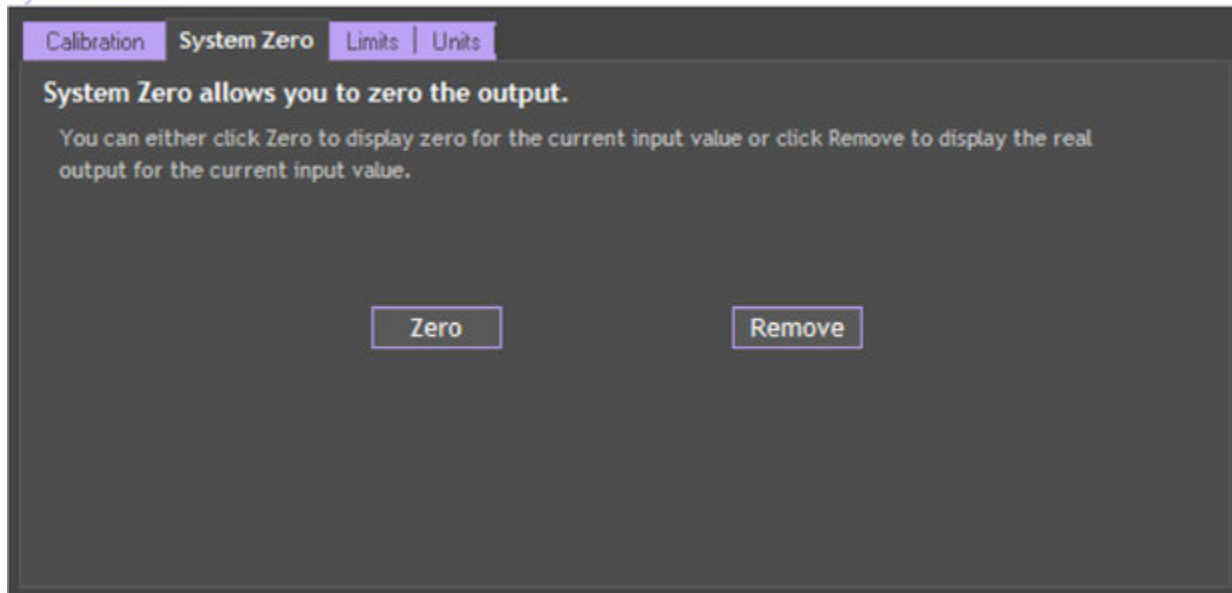 Calibration System Zero Limits | Units
System Zero allows you to zero the output.
You can either click Zero to display zero for the current input value or click Remove to display the real
output for the current input value.
Zero Remove